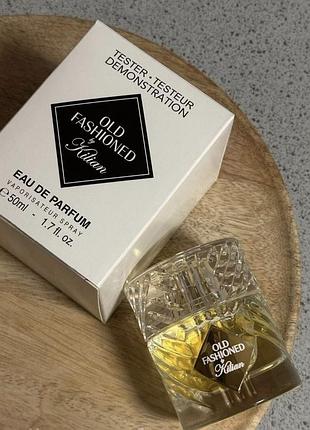 TESTER · TESTEUR
DEMONSTRATION
OLD
FASHIONED
by
Kilian
EAU DE PARFUM
VAPORISATEUR SPRAY
℮50ml - 1.7 fl. oz.
OLD
FASHIONED
by
Kilian